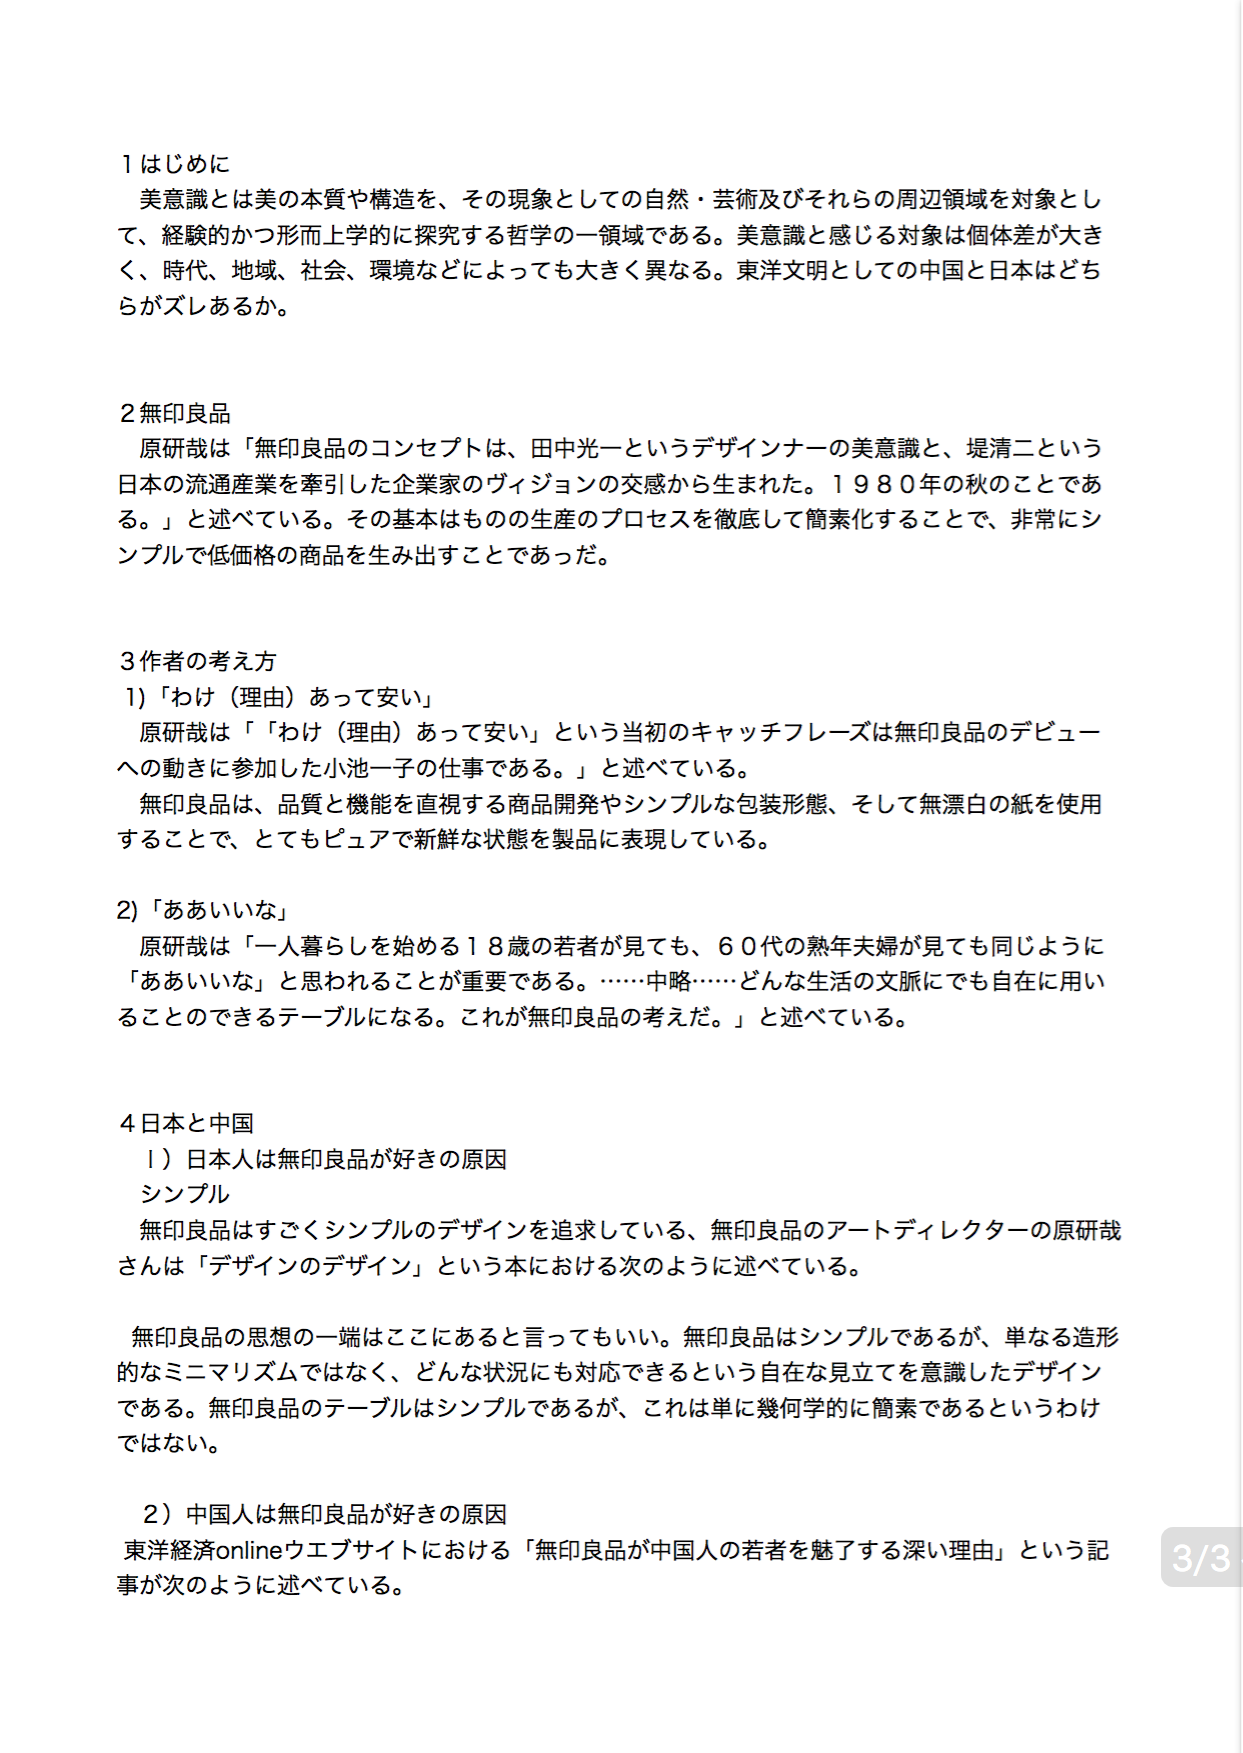 １はじめに
　美意識とは美の本質や構造を、その現象としての自然・芸術及びそれらの周辺領域を対象とし
て、経験的かつ形而上学的に探究する哲学の一領域である。美意識と感じる対象は個体差が大き
く、時代、地域、社会、環境などによっても大きく異なる。東洋文明としての中国と日本はどち
らがズレあるか。
２無印良品
　原研哉は「無印良品のコンセプトは、田中光一というデザインナーの美意識と、堤清二という
日本の流通産業を牽引した企業家のヴィジョンの交感から生まれた。１９８０年の秋のことであ
る。」と述べている。その基本はものの生産のプロセスを徹底して簡素化することで、非常にシ
ンプルで低価格の商品を生み出すことであっだ。
３作者の考え方
1)「わけ（理由）あって安い」
　原研哉は「「わけ（理由）あって安い」という当初のキャッチフレーズは無印良品のデビュー
への動きに参加した小池一子の仕事である。」と述べている。
　無印良品は、品質と機能を直視する商品開発やシンプルな包装形態、そして無漂白の紙を使用
することで、とてもピュアで新鮮な状態を製品に表現している。
2)「ああいいな」
　原研哉は「一人暮らしを始める１８歳の若者が見ても、６０代の熟年夫婦が見ても同じように
「ああいいな」と思われることが重要である。……中略……どんな生活の文脈にでも自在に用い
ることのできるテーブルになる。これが無印良品の考えだ。」と述べている。
４日本と中国
　Ⅰ）日本人は無印良品が好きの原因
　シンプル
　無印良品はすごくシンプルのデザインを追求している、無印良品のアートディレクターの原研哉
さんは「デザインのデザイン」という本における次のように述べている。
無印良品の思想の一端はここにあると言ってもいい。無印良品はシンプルであるが、単なる造形
的なミニマリズムではなく、どんな状況にも対応できるという自在な見立てを意識したデザイン
である。無印良品のテーブルはシンプルであるが、これは単に幾何学的に簡素であるというわけ
ではない。
　２）中国人は無印良品が好きの原因
東洋経済onlineウエブサイトにおける「無印良品が中国人の若者を魅了する深い理由」という記
事が次のように述べている。
3/3